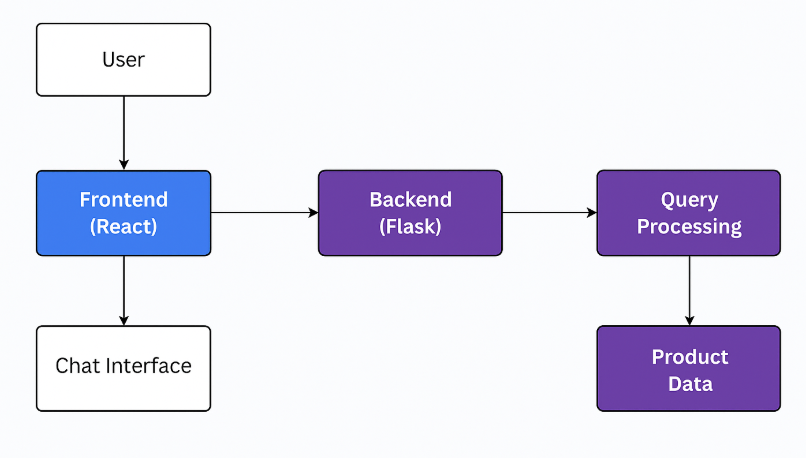 User
Frontend
(React)
Backend
(Flask)
Query
Processing
Chat Interface
Product
Data